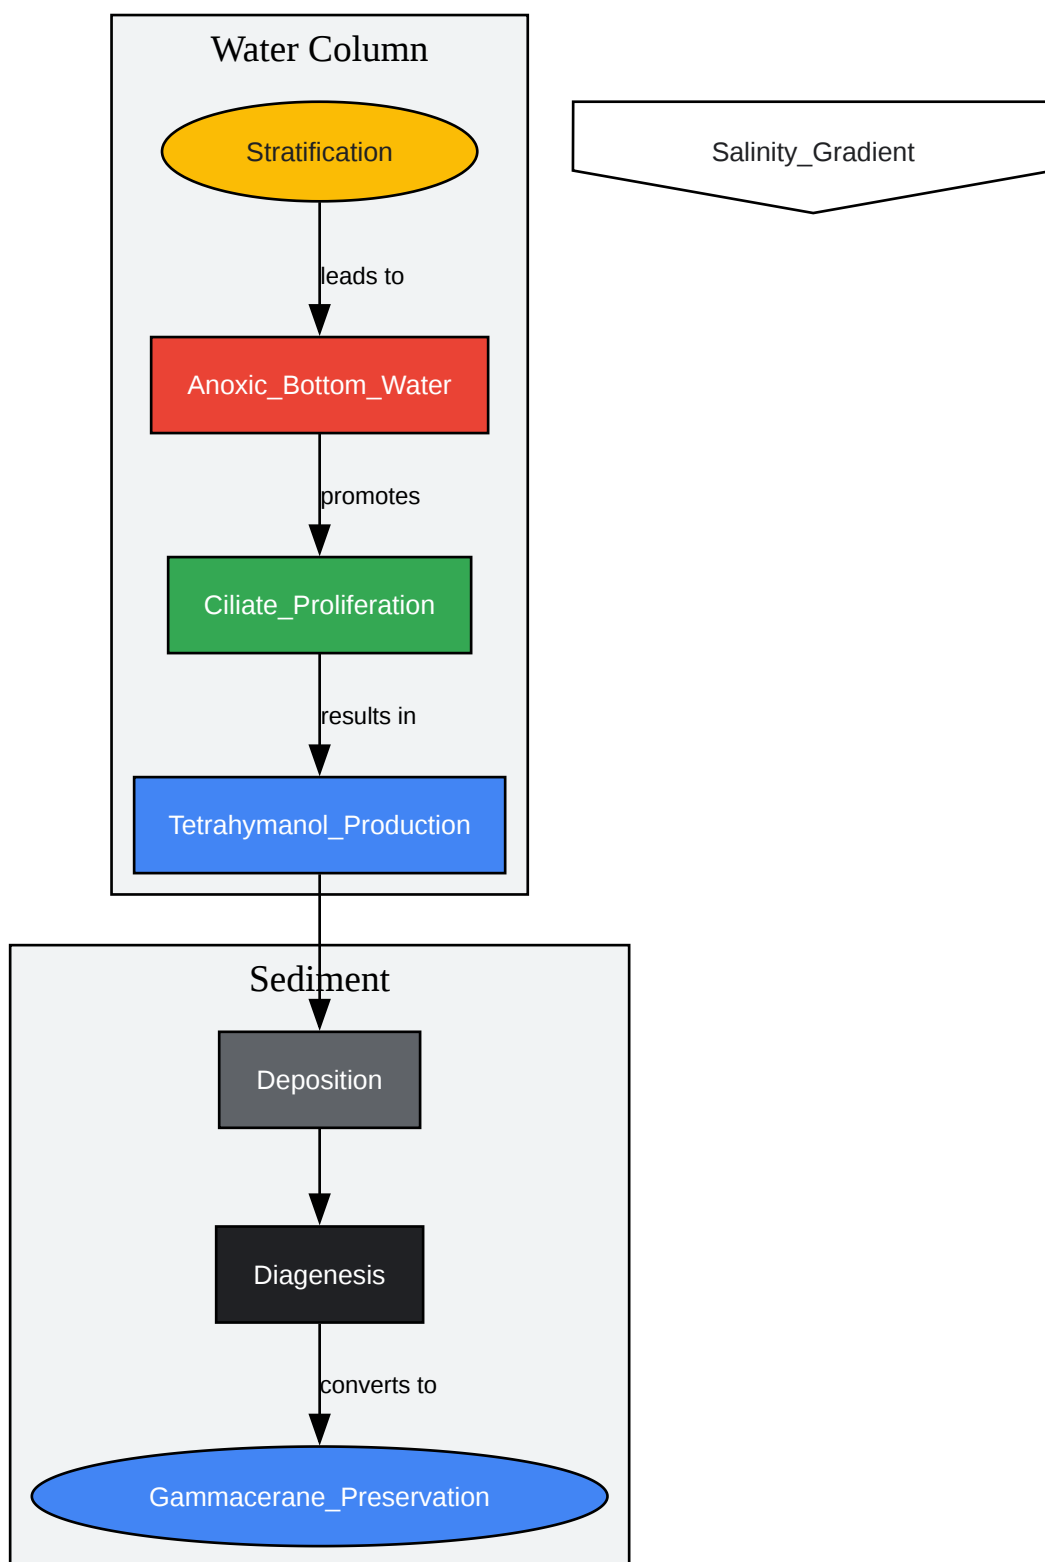 Water Column
Stratification
Salinity_Gradient
leads to
Anoxic_Bottom_Water
promotes
Ciliate_Proliferation
results in
Tetrahymanol_Production
Sediment
Deposition
Diagenesis
converts to
Gammacerane_Preservation